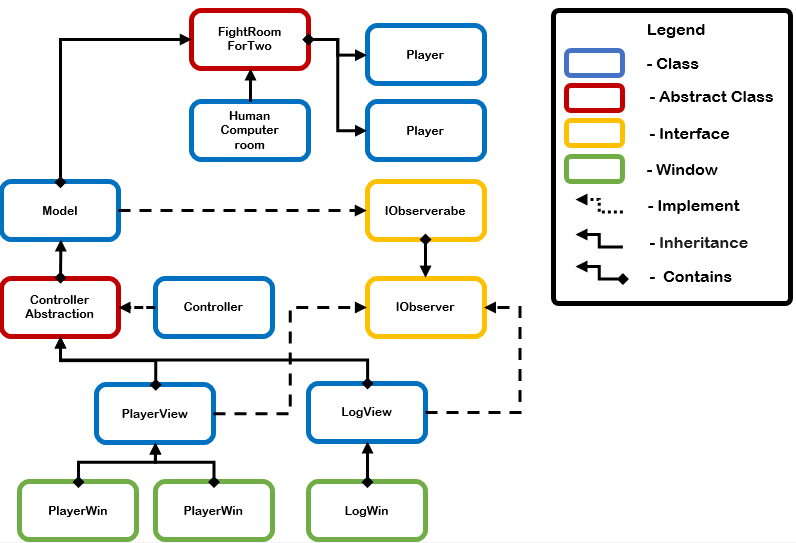 FightRoom
ForTwo
Player
Human
Computer
room
Player
Model
IObserverabe
Controller
Abstraction
Controller
IObserver
PlayerView
LogView
PlayerWin
PlayerWin
LogWin
Legend
- Class
- Abstract Class
- Interface
- Window
- Implement
- Inheritance
- Contains